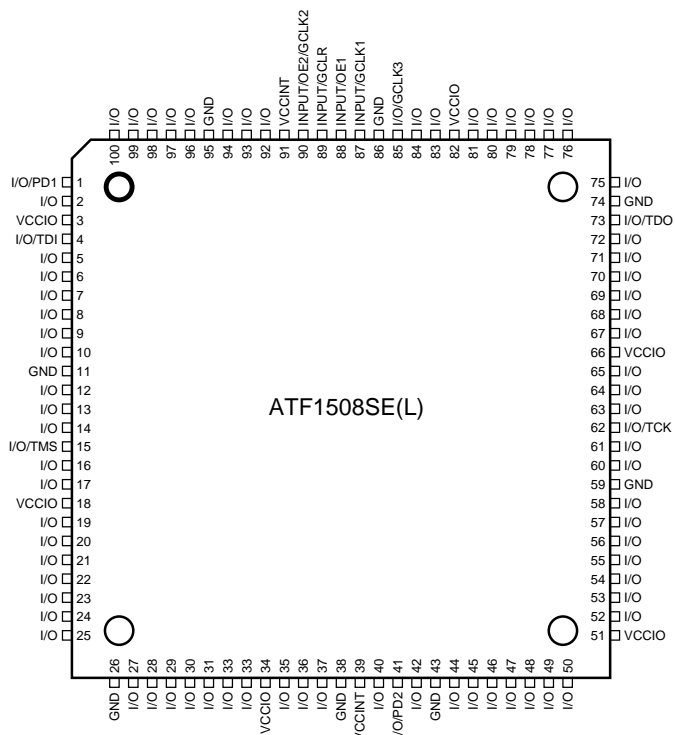 I/O
I/O
I/O
I/O
I/O
GND
I/O
I/O
I/O
VCCINT
INPUT/OE2/GCLK2
INPUT/GCLR
INPUT/OE1
INPUT/GCLK1
GND
I/O/GCLK3
I/O
I/O
VCCIO
I/O
I/O
I/O
I/O
I/O
I/O
100
99
98
97
96
95
94
93
92
91
90
89
88
87
86
85
84
83
82
81
80
79
78
77
76
I/O/PD1 1
I/O 2
VCCIO 3
I/O/TDI 4
I/O 5
I/O 6
I/O 7
I/O 8
I/O 9
I/O 10
GND 11
I/O 12
I/O 13
I/O 14
I/O/TMS 15
I/O 16
I/O 17
VCCIO 18
I/O 19
I/O 20
I/O 21
I/O 22
I/O 23
I/O 24
I/O 25
ATF1508SE(L)
75 I/O
74 GND
73 I/O/TDO
72 I/O
71 I/O
70 I/O
69 I/O
68 I/O
67 I/O
66 VCCIO
65 I/O
64 I/O
63 I/O
62 I/O/TCK
61 I/O
60 I/O
59 GND
58 I/O
57 I/O
56 I/O
55 I/O
54 I/O
53 I/O
52 I/O
51 VCCIO
26
27
28
29
30
31
33
33
34
35
36
37
38
39
40
41
42
43
44
45
46
47
48
49
50
GND
I/O
I/O
I/O
I/O
I/O
I/O
I/O
VCCIO
I/O
I/O
I/O
GND
VCCINT
I/O
I/O/PD2
I/O
GND
I/O
I/O
I/O
I/O
I/O
I/O
I/O